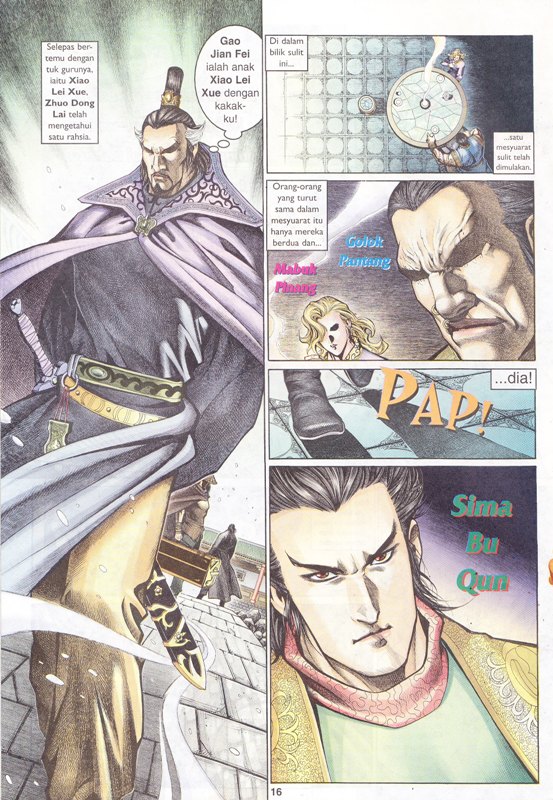 Selepas ber-
temu dengan
tuk gurunya,
iaitu Xiao
Lei Xue,
Zhuo Dong
Lai telah
mengetahui
satu rahsia.
Gao
Jian Fei
ialah anak
Xiao Lei
Xue dengan
kakak-
ku!
Di dalam
bilik sulit
ini...
...satu
mesyuarat
sulit telah
dimulakan.
Orang-orang
yang turut
sama dalam
mesyuarat itu
hanya mereka
berdua dan...
Golok
Pantang
Mabuk
Pinang
...dia!
PAP!
Sima
Bu
Qun
16